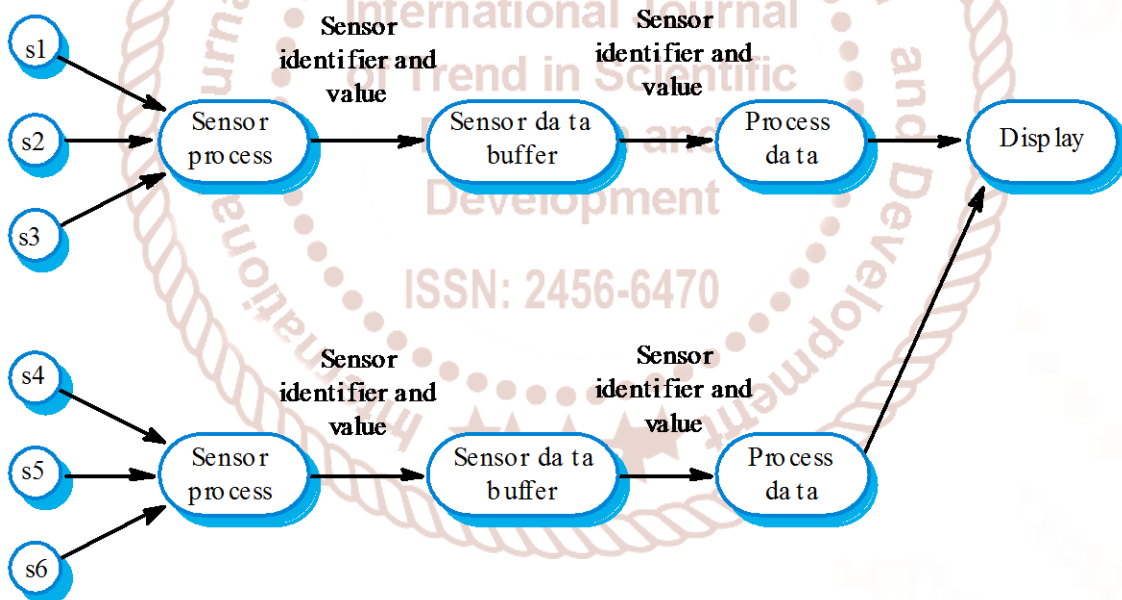 s1
s2
s3
Sensor
process
Sensor
identifier and
value
Sensor data
buffer
Sensor
identifier and
value
Process
data
Display
s4
s5
s6
Sensor
process
Sensor
identifier and
value
Sensor data
buffer
Sensor
identifier and
value
Process
data
International Journal
of Trend in Scientific
and
Development
ISSN: 2456-6470
and Development